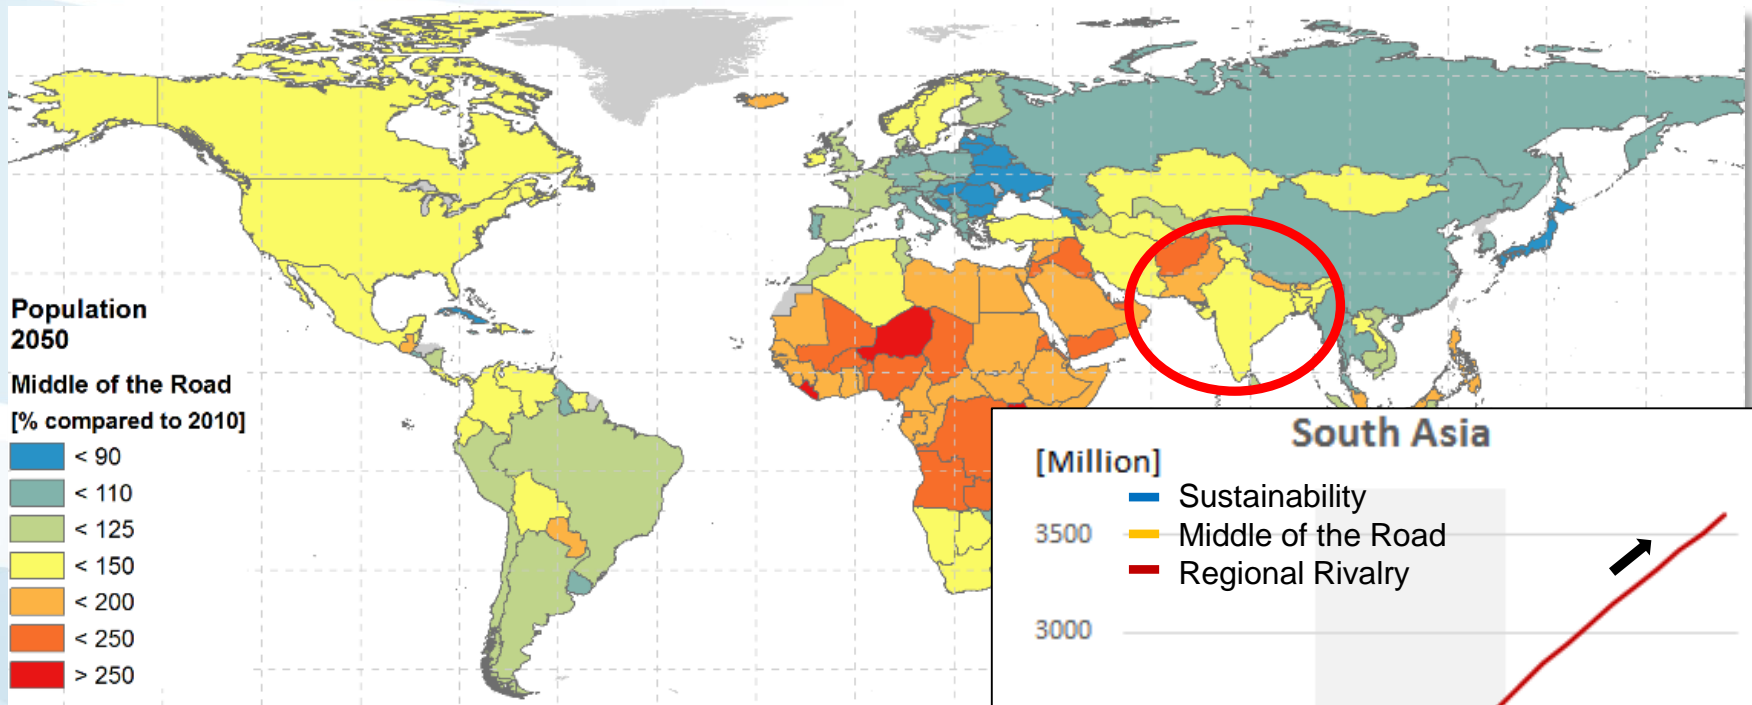 Population
2050
Middle of the Road
[% compared to 2010]
< 90
< 110
< 125
< 150
< 200
< 250
> 250
South Asia
[Million]
Sustainability
Middle of the Road
Regional Rivalry
3500
3000